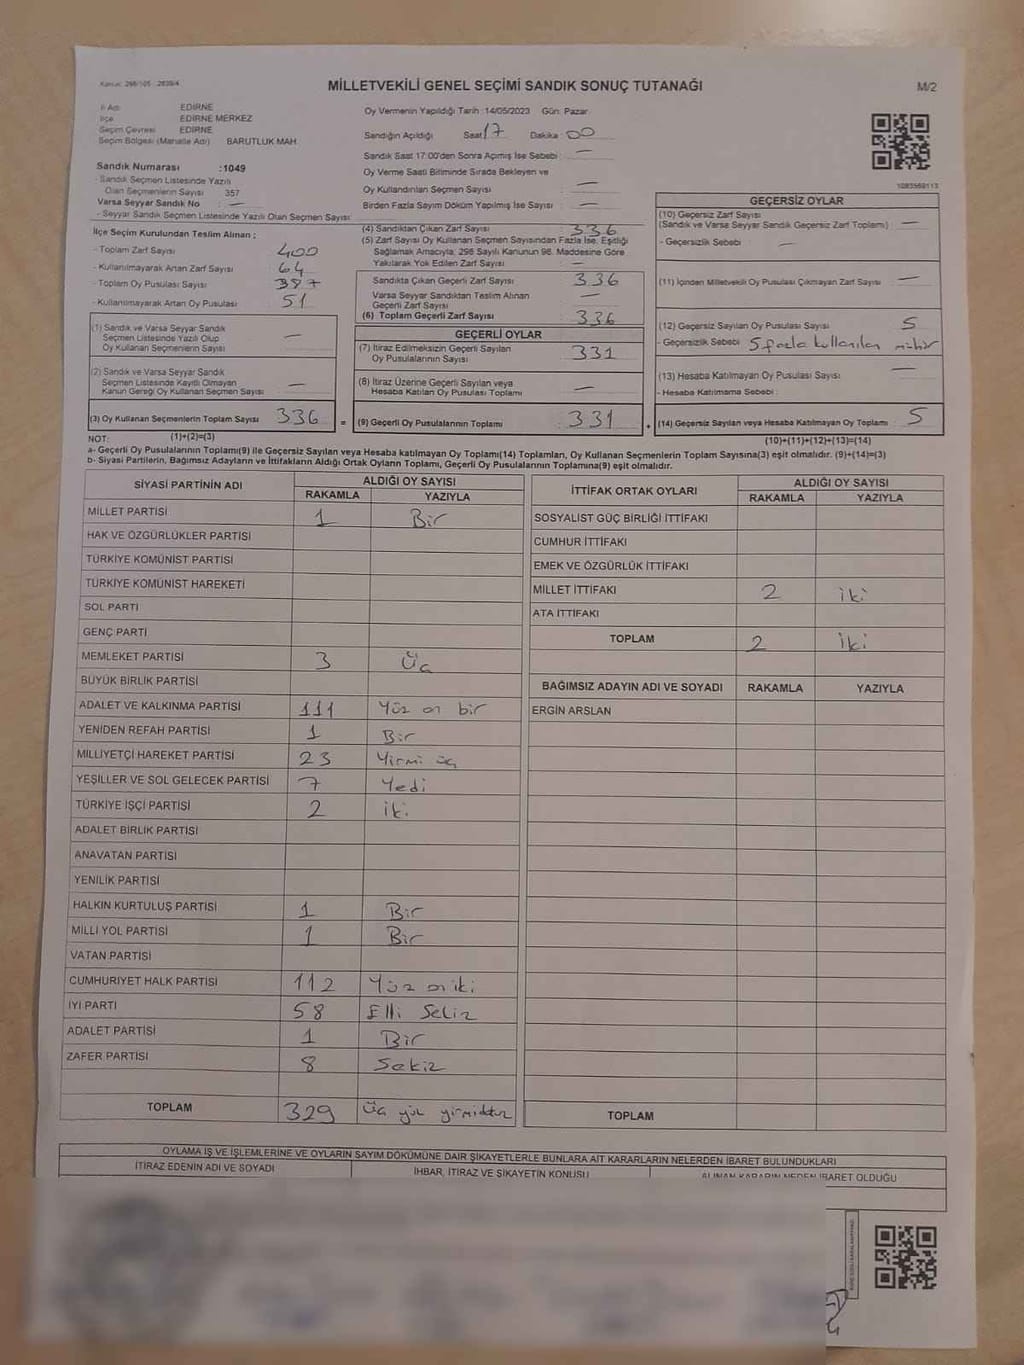 MİLLETVEKİLİ GENEL SEÇİMİ SANDIK SONUÇ TUTANAĞI
M/2
İl Adı EDİRNE
İlçe EDİRNE MERKEZ
Seçim Çevresi EDİRNE
Seçim Bölgesi (Mahalle Adı) BARUTLUK MAH
Sandık Numarası :1049
- Sandık Seçmen Listesinde Yazılı
Olan Seçmenlerin Sayısı 357
Varsa Seyyar Sandık No : —
- Seyyar Sandık Seçmen Listesinde Yazılı Olan Seçmen Sayısı
Oy Vermenin Yapıldığı Tarih :14/05/2023 Gün: Pazar
Sandığın Açıldığı Saat 17 Dakika 00
Sandık Saat 17:00'den Sonra Açılmış İse Sebebi : —
Oy Verme Saati Bitiminde Sırada Bekleyen ve
Oy Kullandırılan Seçmen Sayısı : —
Birden Fazla Sayım Döküm Yapılmış İse Sayısı : —
1083569113
İlçe Seçim Kurulundan Teslim Alınan ;
- Toplam Zarf Sayısı 400
- Kullanılmayarak Artan Zarf Sayısı 64
- Toplam Oy Pusulası Sayısı 387
- Kullanılmayarak Artan Oy Pusulası 51
(1) Sandık ve Varsa Seyyar Sandık
Seçmen Listesinde Yazılı Olup
Oy Kullanan Seçmenlerin Sayısı —
(2) Sandık ve Varsa Seyyar Sandık
Seçmen Listesinde Kayıtlı Olmayan
Kanun Gereği Oy Kullanan Seçmen Sayısı —
(3) Oy Kullanan Seçmenlerin Toplam Sayısı 336
(4) Sandıktan Çıkan Zarf Sayısı : 336
(5) Zarf Sayısı Oy Kullanan Seçmen Sayısından Fazla İse, Eşitliği
Sağlamak Amacıyla, 298 Sayılı Kanunun 98. Maddesine Göre
Yakılarak Yok Edilen Zarf Sayısı : —
Sandıkta Çıkan Geçerli Zarf Sayısı 336
Varsa Seyyar Sandıktan Teslim Alınan
Geçerli Zarf Sayısı —
(6) Toplam Geçerli Zarf Sayısı 336
GEÇERLİ OYLAR
(7) İtiraz Edilmeksizin Geçerli Sayılan
Oy Pusulalarının Sayısı 331
(8) İtiraz Üzerine Geçerli Sayılan veya
Hesaba Katılan Oy Pusulası Toplamı —
= (9) Geçerli Oy Pusulalarının Toplamı 331
GEÇERSİZ OYLAR
(10) Geçersiz Zarf Sayısı
(Sandık ve Varsa Seyyar Sandık Geçersiz Zarf Toplamı) —
- Geçersizlik Sebebi : —
(11) İçinden Milletvekili Oy Pusulası Çıkmayan Zarf Sayısı : —
(12) Geçersiz Sayılan Oy Pusulası Sayısı : 5
- Geçersizlik Sebebi 5 fazla kullanılan mühür
(13) Hesaba Katılmayan Oy Pusulası Sayısı : —
- Hesaba Katılmama Sebebi :
+ (14) Geçersiz Sayılan veya Hesaba Katılmayan Oy Toplamı 5
NOT: (1)+(2)=(3) (10)+(11)+(12)+(13)=(14)
a- Geçerli Oy Pusulalarının Toplamı(9) ile Geçersiz Sayılan veya Hesaba katılmayan Oy Toplamı(14) Toplamları, Oy Kullanan Seçmenlerin Toplam Sayısına(3) eşit olmalıdır. (9)+(14)=(3)
b- Siyasi Partilerin, Bağımsız Adayların ve İttifakların Aldığı Ortak Oyların Toplamı, Geçerli Oy Pusulalarının Toplamına(9) eşit olmalıdır.
SİYASİ PARTİNİN ADI ALDIĞI OY SAYISI
RAKAMLA YAZIYLA
MİLLET PARTİSİ 1 Bir
HAK VE ÖZGÜRLÜKLER PARTİSİ
TÜRKİYE KOMÜNİST PARTİSİ
TÜRKİYE KOMÜNİST HAREKETİ
SOL PARTİ
GENÇ PARTİ
MEMLEKET PARTİSİ 3 Üç
BÜYÜK BİRLİK PARTİSİ
ADALET VE KALKINMA PARTİSİ 111 Yüz on bir
YENİDEN REFAH PARTİSİ 1 Bir
MİLLİYETÇİ HAREKET PARTİSİ 23 Yirmi üç
YEŞİLLER VE SOL GELECEK PARTİSİ 7 Yedi
TÜRKİYE İŞÇİ PARTİSİ 2 iki
ADALET BİRLİK PARTİSİ
ANAVATAN PARTİSİ
YENİLİK PARTİSİ
HALKIN KURTULUŞ PARTİSİ 1 Bir
MİLLİ YOL PARTİSİ 1 Bir
VATAN PARTİSİ
CUMHURİYET HALK PARTİSİ 112 Yüz oniki
İYİ PARTİ 58 Elli Sekiz
ADALET PARTİSİ 1 Bir
ZAFER PARTİSİ 8 Sekiz
TOPLAM 329 Üç yüz yirmidokuz
İTTİFAK ORTAK OYLARI ALDIĞI OY SAYISI
RAKAMLA YAZIYLA
SOSYALİST GÜÇ BİRLİĞİ İTTİFAKI
CUMHUR İTTİFAKI
EMEK VE ÖZGÜRLÜK İTTİFAKI
MİLLET İTTİFAKI 2 iki
ATA İTTİFAKI
TOPLAM 2 iki
BAĞIMSIZ ADAYIN ADI VE SOYADI RAKAMLA YAZIYLA
ERGİN ARSLAN
TOPLAM
OYLAMA İŞ VE İŞLEMLERİNE VE OYLARIN SAYIM DÖKÜMÜNE DAİR ŞİKAYETLERLE BUNLARA AİT KARARLARIN NELERDEN İBARET BULUNDUKLARI
İTİRAZ EDENİN ADI VE SOYADI İHBAR, İTİRAZ VE ŞİKAYETİN KONUSU ALINAN KARARIN NEDEN İBARET OLDUĞU